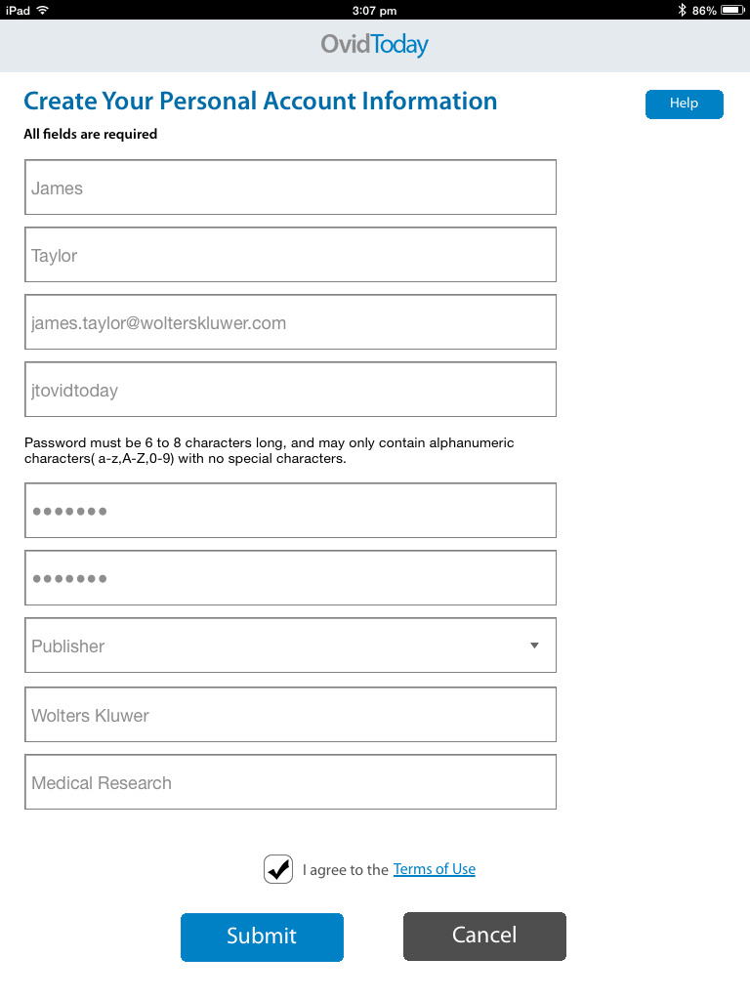 iPad 3:07 pm 86%
OvidToday
Create Your Personal Account Information
Help
All fields are required
James
Taylor
james.taylor@wolterskluwer.com
jtovidtoday
Password must be 6 to 8 characters long, and may only contain alphanumeric
characters( a-z,A-Z,0-9) with no special characters.
•••••••
•••••••
Publisher
Wolters Kluwer
Medical Research
I agree to the Terms of Use
Submit Cancel